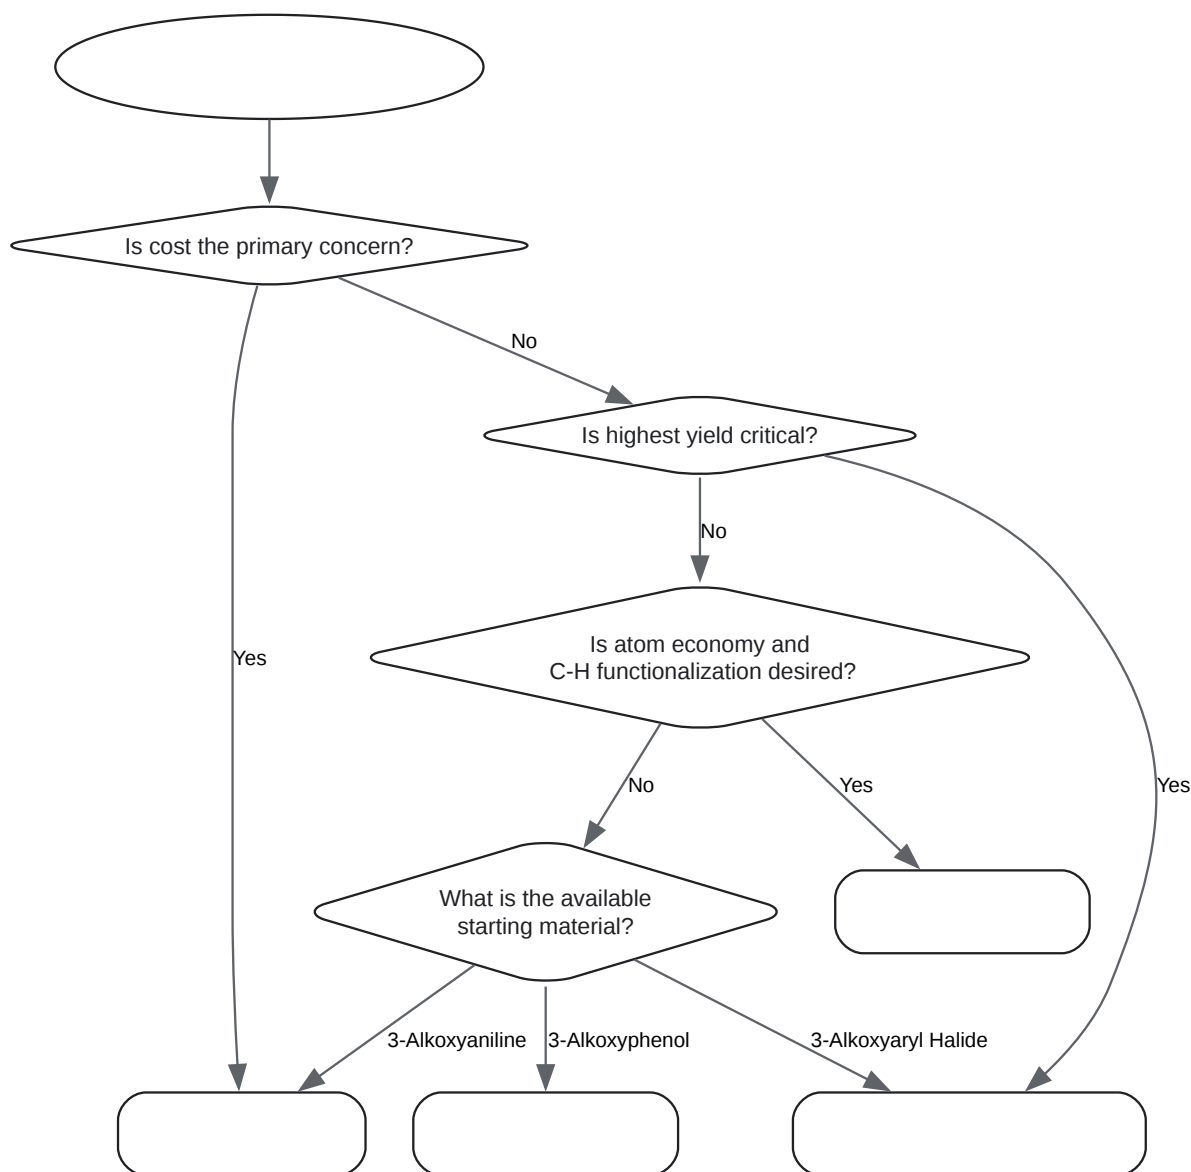 Is cost the primary concern?
No
Is highest yield critical?
No
Yes
Is atom economy and
C-H functionalization desired?
No
Yes
Yes
What is the available
starting material?
3-Alkoxyaniline
3-Alkoxyphenol
3-Alkoxyaryl Halide